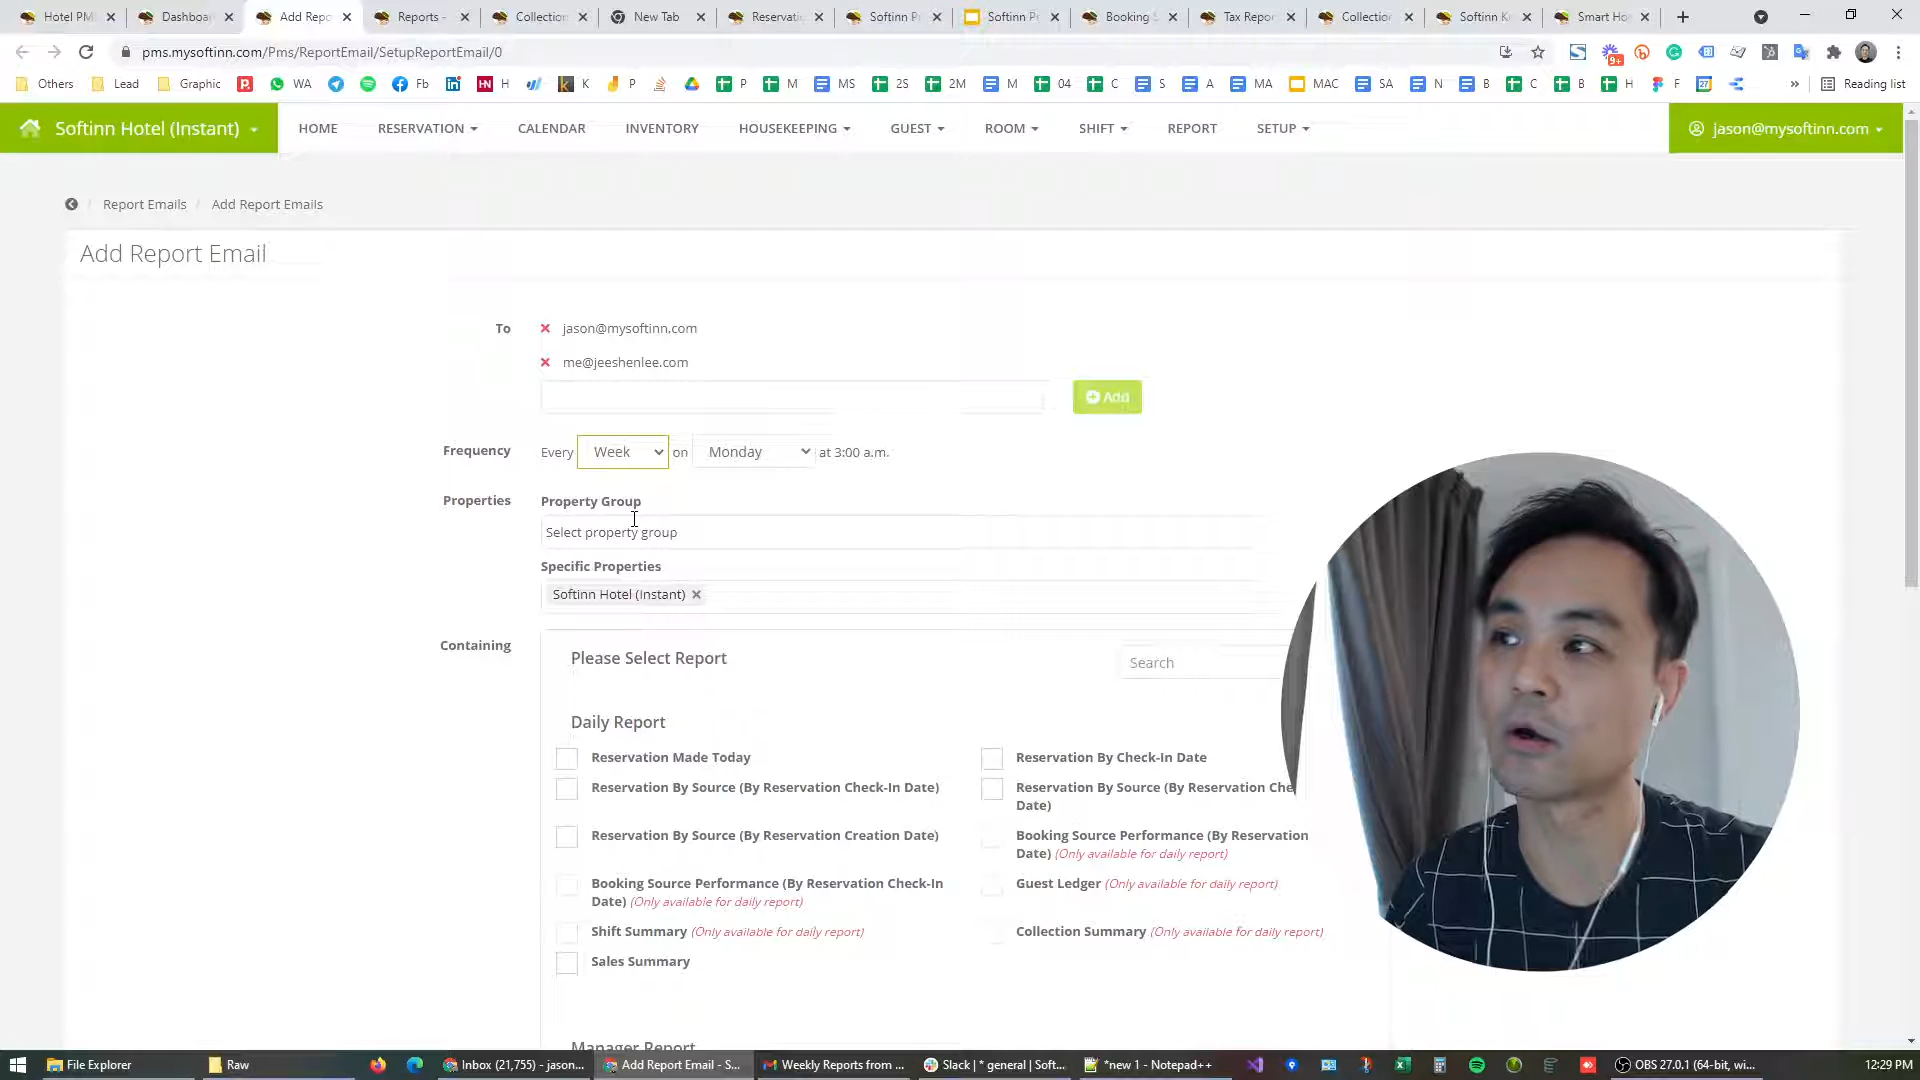 Hotel PM
Dashboa
Add Repo
Reports -
Collection
New Tab
Reservati
Softinn P
Softinn P
Booking S
Tax Repo
Collectio
Softinn K
Smart Ho
pms.mysoftinn.com/Pms/ReportEmail/SetupReportEmail/0
9+
Others
Lead
Graphic
WA
Fb
H
K
P
P
M
MS
2S
2M
M
04
C
S
A
MA
MAC
SA
N
B
C
B
H
F
Reading list
Softinn Hotel (Instant)
HOME
RESERVATION
CALENDAR
INVENTORY
HOUSEKEEPING
GUEST
ROOM
SHIFT
REPORT
SETUP
jason@mysoftinn.com
/ Report Emails / Add Report Emails
Add Report Email
To
jason@mysoftinn.com
me@jeeshenlee.com
Add
Frequency
Every Week on Monday at 3:00 a.m.
Properties
Property Group
Select property group
Specific Properties
Softinn Hotel (Instant)
Containing
Please Select Report
Search
Daily Report
Reservation Made Today
Reservation By Check-In Date
Reservation By Source (By Reservation Check-In Date)
Reservation By Source (By Reservation Che
Date)
Reservation By Source (By Reservation Creation Date)
Booking Source Performance (By Reservation
Date) (Only available for daily report)
Booking Source Performance (By Reservation Check-In
Date) (Only available for daily report)
Guest Ledger (Only available for daily report)
Shift Summary (Only available for daily report)
Collection Summary (Only available for daily report)
Sales Summary
Manager Report
File Explorer
Raw
Inbox (21,755) - jason...
Add Report Email - S...
Weekly Reports from ...
Slack | * general | Soft...
*new 1 - Notepad++
OBS 27.0.1 (64-bit, wi...
12:29 PM